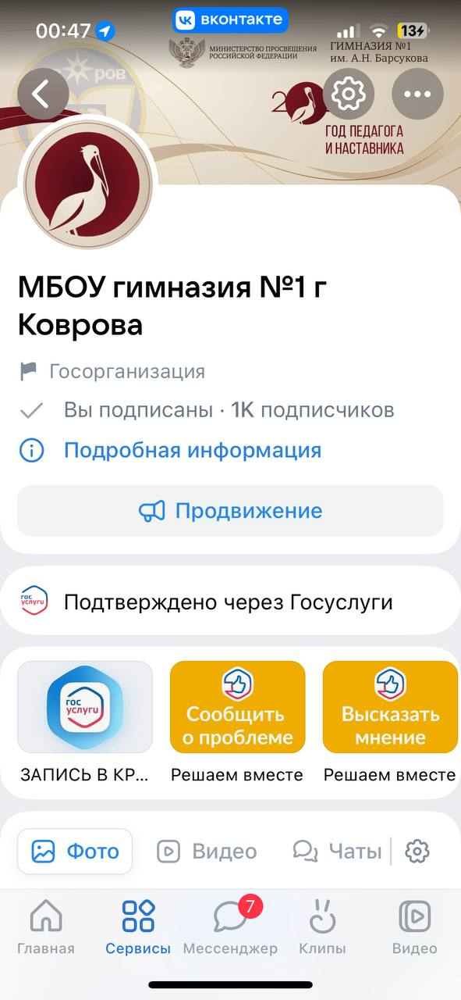 00:47
вконтакте
13
МИНИСТЕРСТВО ПРОСВЕЩЕНИЯ
РОССИЙСКОЙ ФЕДЕРАЦИИ
ГИМНАЗИЯ №1
им. А.Н. Барсукова
ров
2
ГОД ПЕДАГОГА
И НАСТАВНИКА
МБОУ гимназия №1 г
Коврова
Госорганизация
Вы подписаны · 1K подписчиков
Подробная информация
Продвижение
гос
услуги
Подтверждено через Госуслуги
гос
услуги
Сообщить
о проблеме
Высказать
мнение
ЗАПИСЬ В КР...
Решаем вместе
Решаем вместе
Фото
Видео
Чаты
7
Главная
Сервисы
Мессенджер
Клипы
Видео